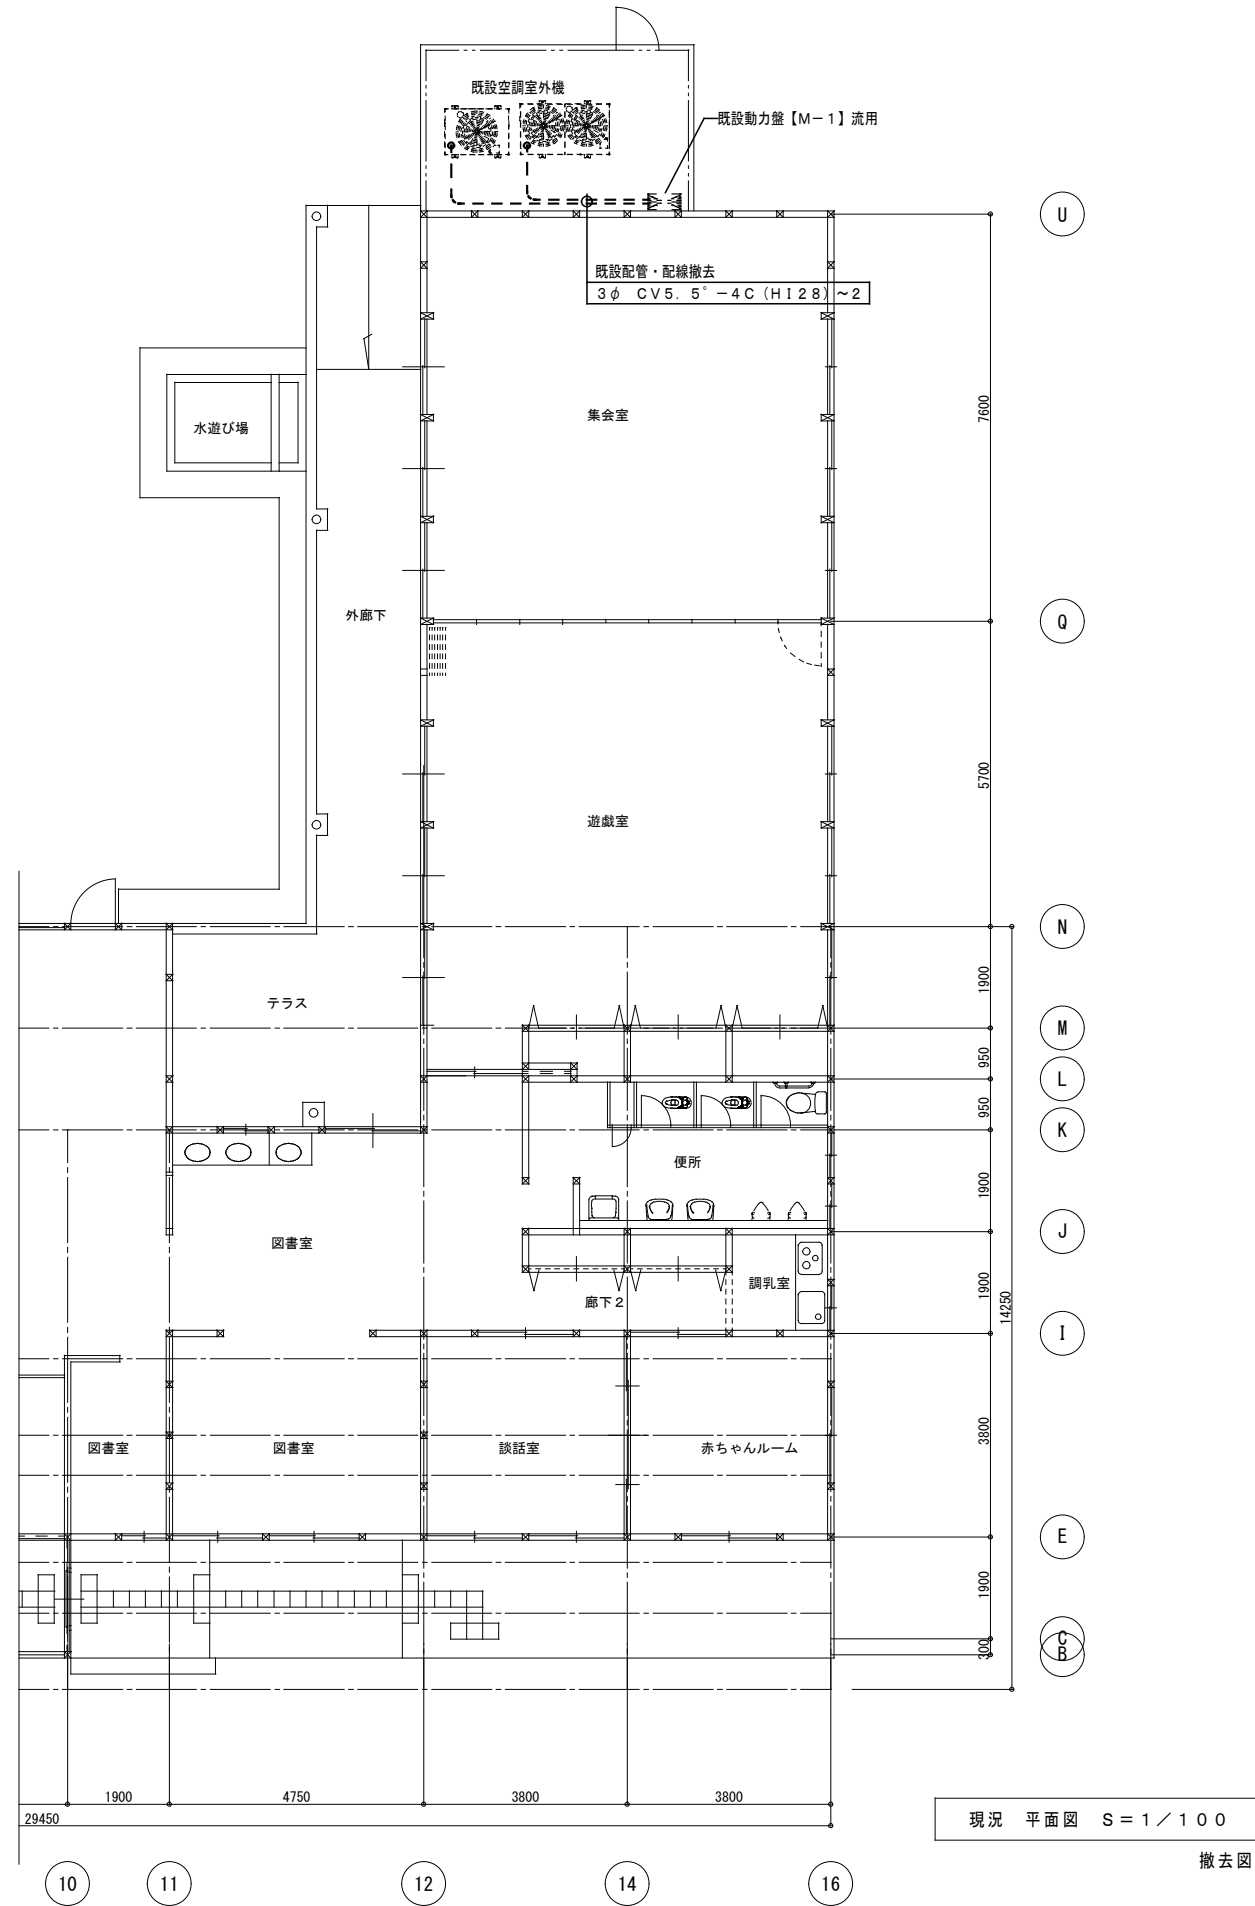 既設空調室外機
既設動力盤【M－1】流用
U
既設配管・配線撤去
3φ CV5.5°－4C(HI28)～2
7600
集会室
水遊び場
外廊下
Q
5700
遊戯室
N
1900
テラス
M
950
L
950
K
便所
1900
図書室
J
調乳室
1900
廊下2
14250
I
図書室
図書室
談話室
赤ちゃんルーム
3800
E
1900
C
300
B
1900
4750
3800
3800
29450
現況 平面図 S＝1／100
撤去図
10
11
12
14
16